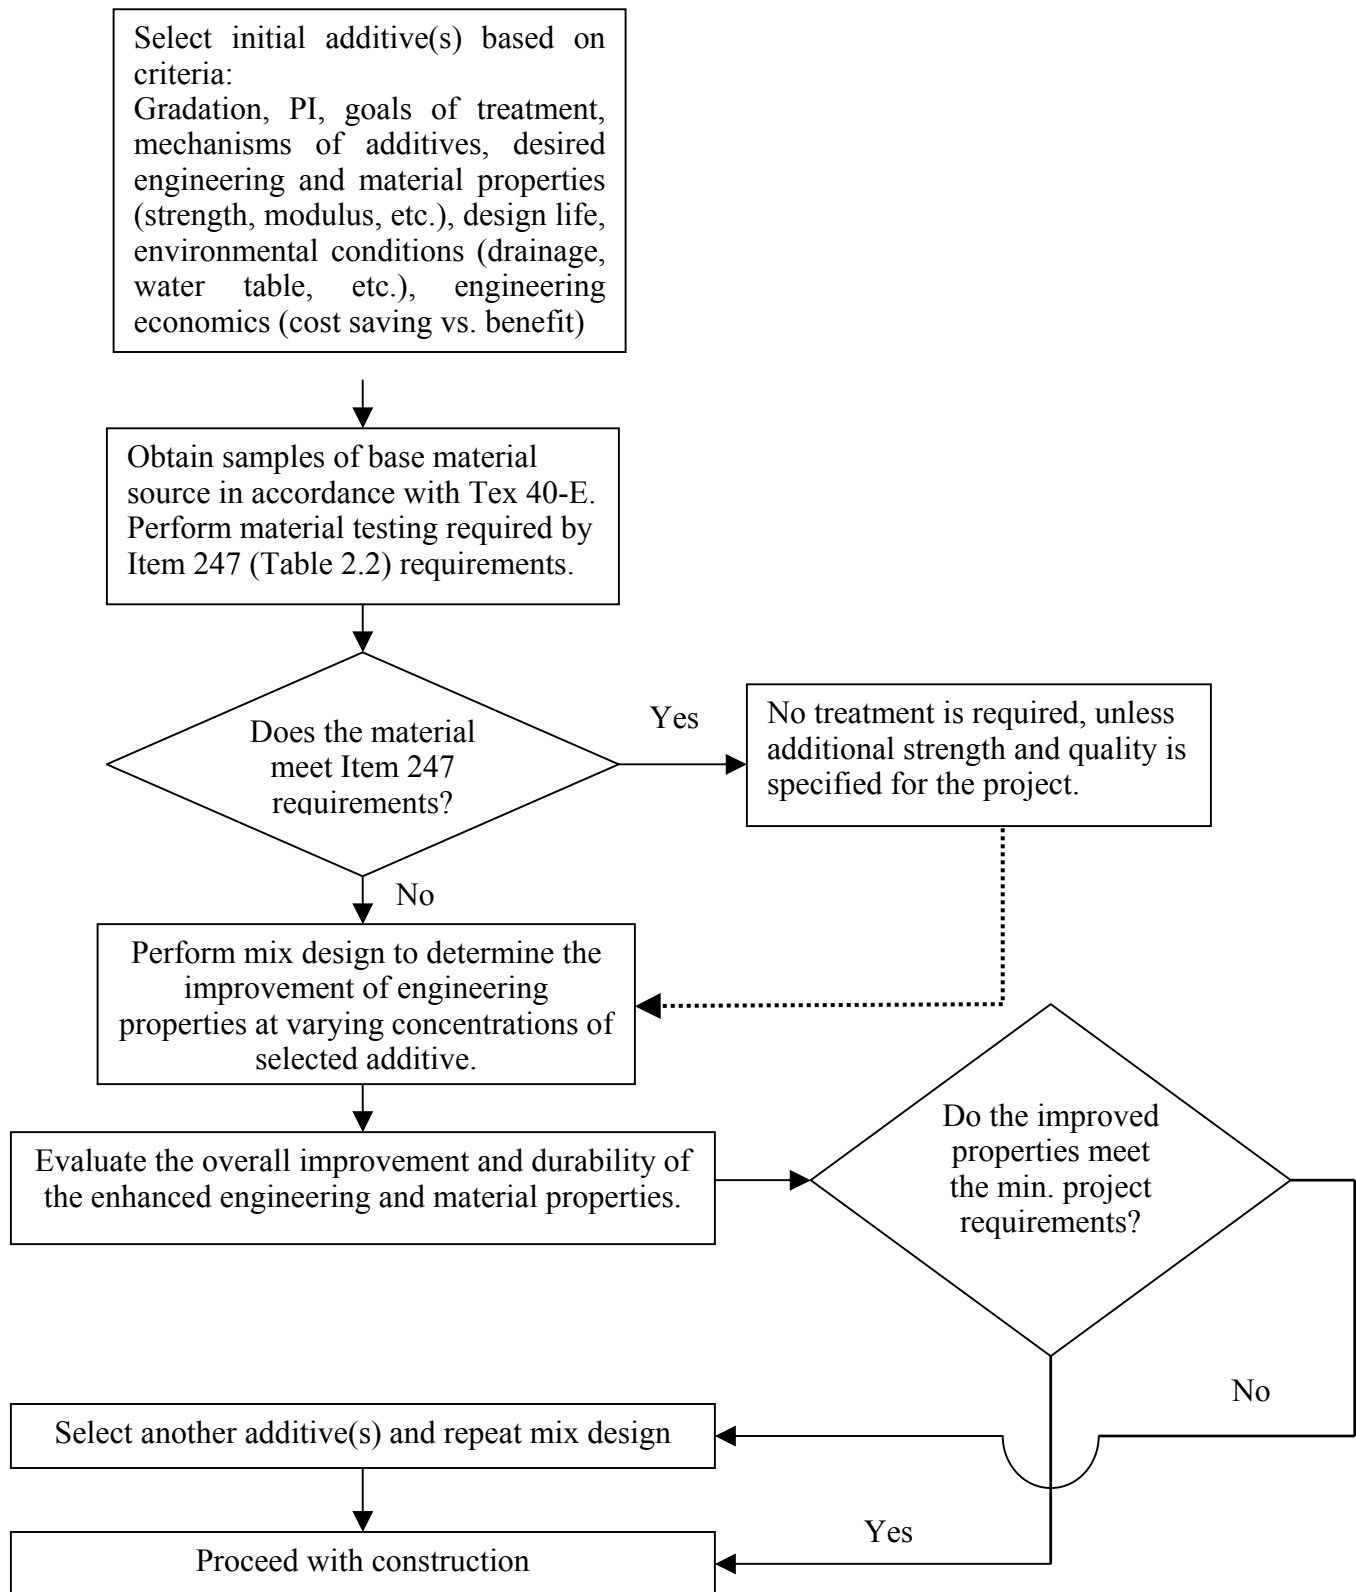 Select initial additive(s) based on
criteria:
Gradation, PI, goals of treatment,
mechanisms of additives, desired
engineering and material properties
(strength, modulus, etc.), design life,
environmental conditions (drainage,
water table, etc.), engineering
economics (cost saving vs. benefit)
Obtain samples of base material
source in accordance with Tex 40-E.
Perform material testing required by
Item 247 (Table 2.2) requirements.
Does the material
meet Item 247
requirements?
Yes
No treatment is required, unless
additional strength and quality is
specified for the project.
No
Perform mix design to determine the
improvement of engineering
properties at varying concentrations of
selected additive.
Evaluate the overall improvement and durability of
the enhanced engineering and material properties.
Do the improved
properties meet
the min. project
requirements?
No
Select another additive(s) and repeat mix design
Yes
Proceed with construction